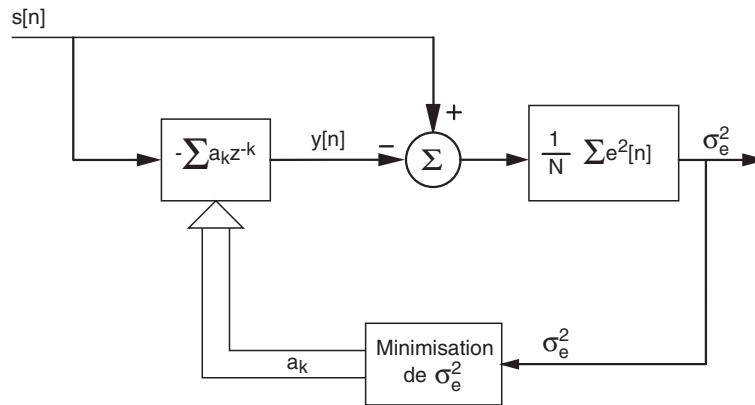 s[n]
+
-∑aₖz⁻ᵏ
y[n]
−
Σ
1/N ∑e²[n]
σₑ²
Minimisation
de σₑ²
σₑ²
aₖ